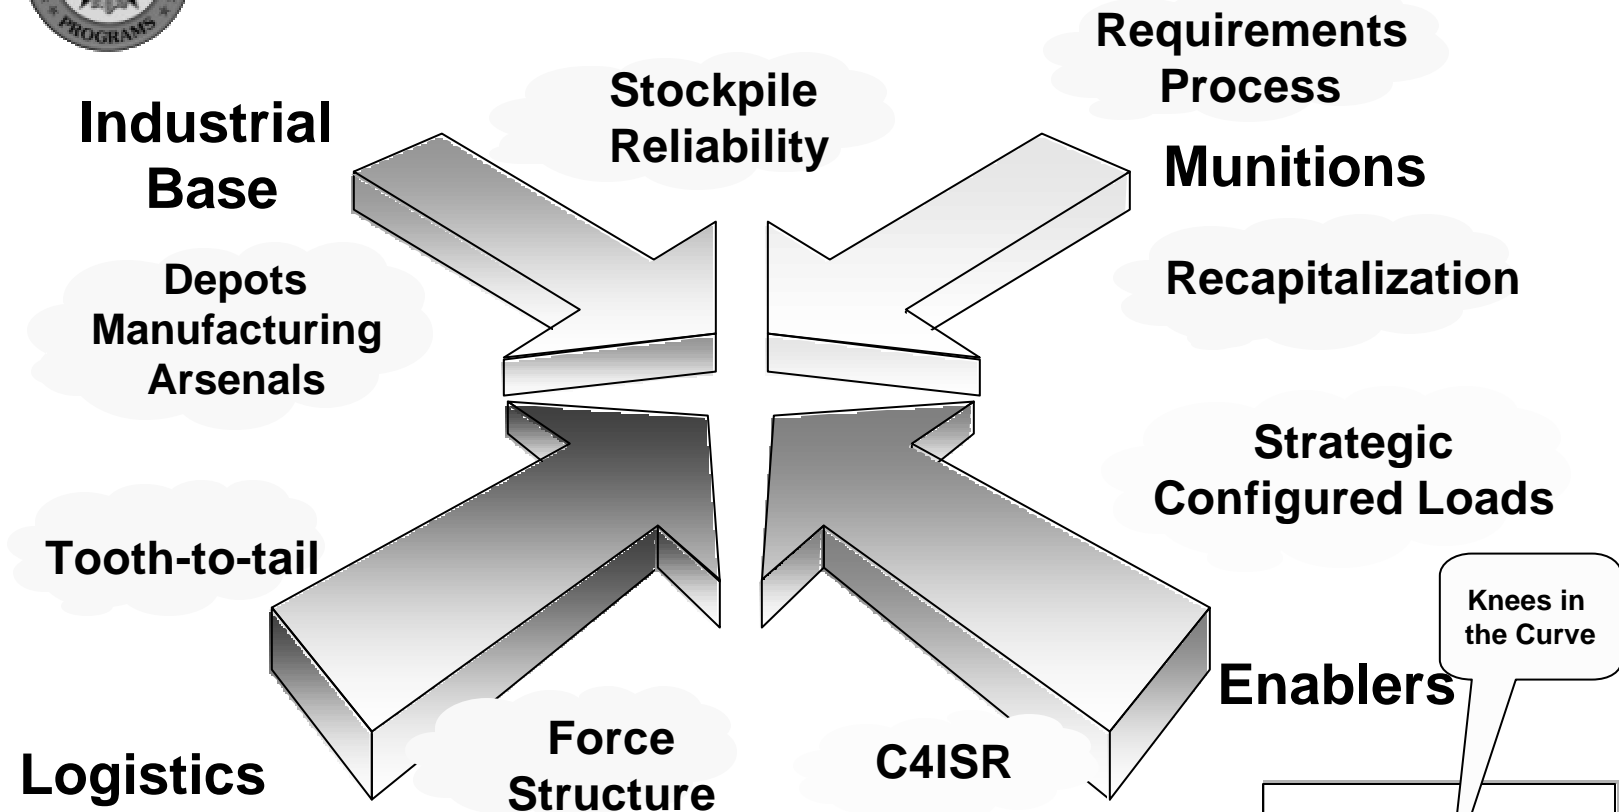 PROGRAMS
Requirements
Process
Stockpile
Reliability
Industrial
Base
Munitions
Depots
Manufacturing
Arsenals
Recapitalization
Strategic
Configured Loads
Tooth-to-tail
Knees in
the Curve
Enablers
Force
Structure
C4ISR
Logistics